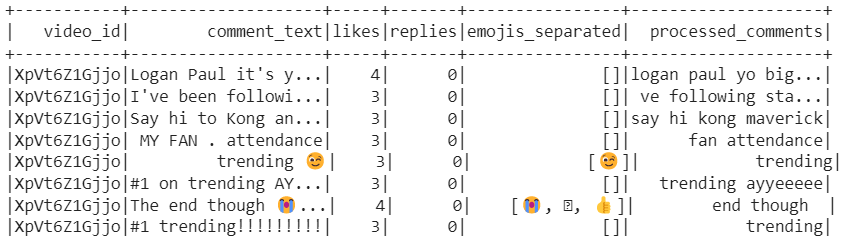 +-----------+--------------------+-----+-------+----------------+--------------------+
|   video_id|        comment_text|likes|replies|emojis_separated|  processed_comments|
+-----------+--------------------+-----+-------+----------------+--------------------+
|XpVt6Z1Gjjo|Logan Paul it's y...|    4|      0|              []|logan paul yo big...|
|XpVt6Z1Gjjo|I've been followi...|    3|      0|              []| ve following sta...|
|XpVt6Z1Gjjo|Say hi to Kong an...|    3|      0|              []|say hi kong maverick|
|XpVt6Z1Gjjo| MY FAN . attendance|    3|      0|              []|      fan attendance|
|XpVt6Z1Gjjo|         trending 😉|    3|      0|            [😉]|            trending|
|XpVt6Z1Gjjo|#1 on trending AY...|    3|      0|              []|   trending ayyeeeee|
|XpVt6Z1Gjjo|The end though 😭...|    4|      0|    [😭, , 👍]|        end though  |
|XpVt6Z1Gjjo|#1 trending!!!!!!!!!|    3|      0|              []|            trending|